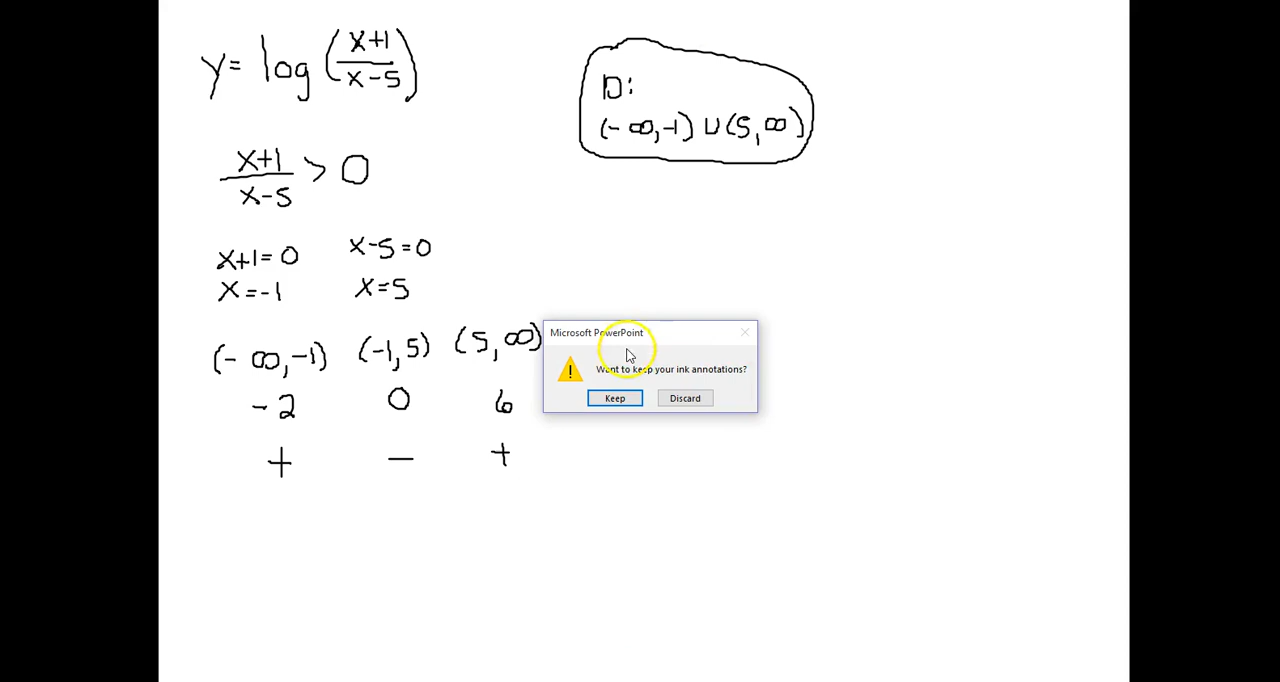 y = log (x+1 / x-5)
x+1 / x-5 > 0
x+1=0 x-5=0
x=-1 x=5
(-∞,-1) (-1,5) (5,∞)
-2 0 6
+ - +
D:
(-∞,-1) ∪ (5,∞)
Microsoft PowerPoint
Want to keep your ink annotations?
Keep Discard